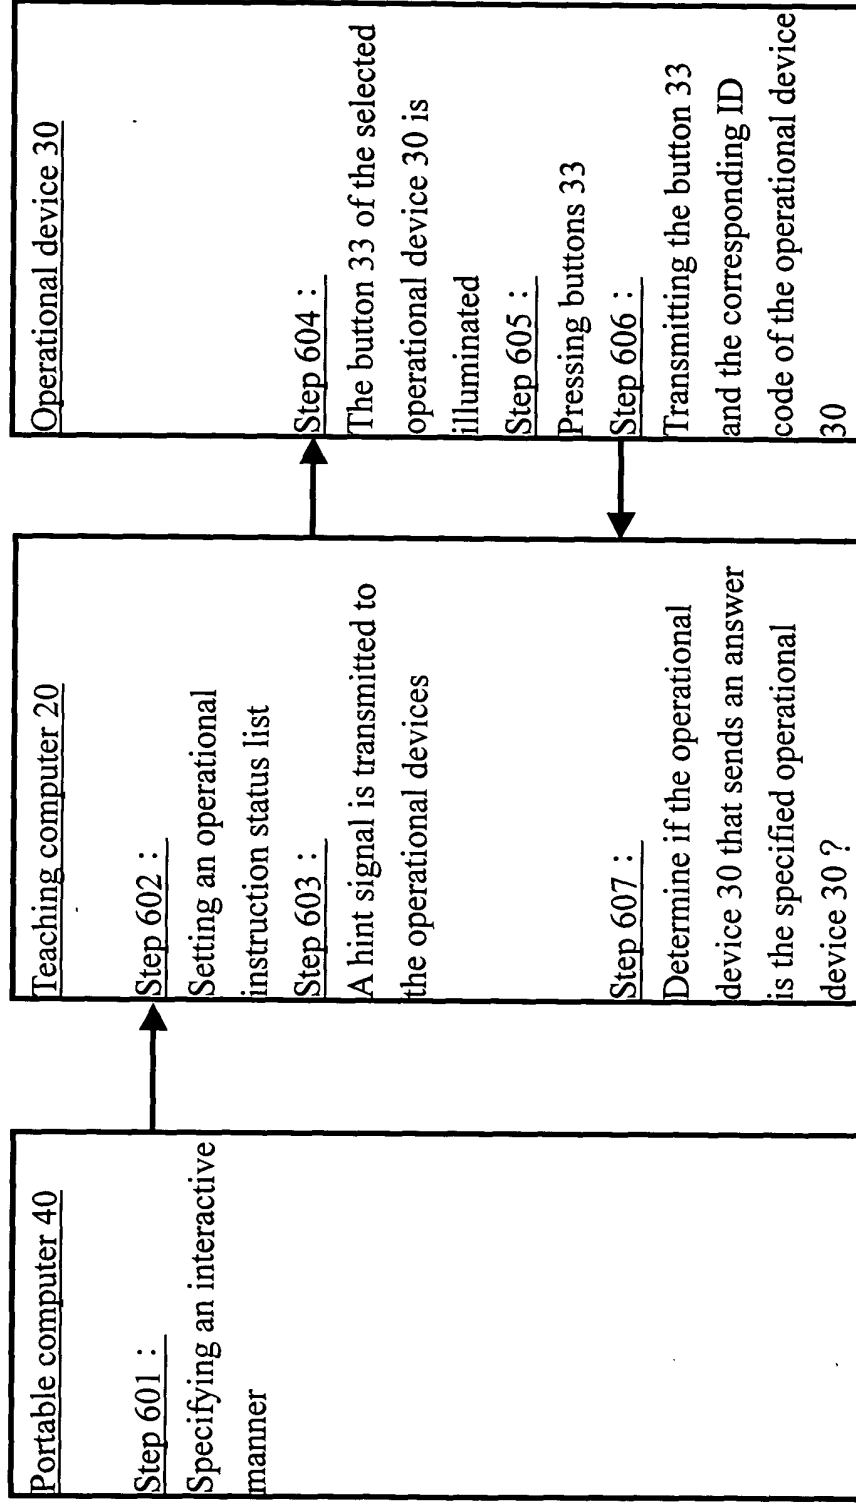 Portable computer 40
Step 601 :
Specifying an interactive
manner
Teaching computer 20
Step 602 :
Setting an operational
instruction status list
Step 603 :
A hint signal is transmitted to
the operational devices
Step 607 :
Determine if the operational
device 30 that sends an answer
is the specified operational
device 30 ?
Operational device 30
Step 604 :
The button 33 of the selected
operational device 30 is
illuminated
Step 605 :
Pressing buttons 33
Step 606 :
Transmitting the button 33
and the corresponding ID
code of the operational device
30